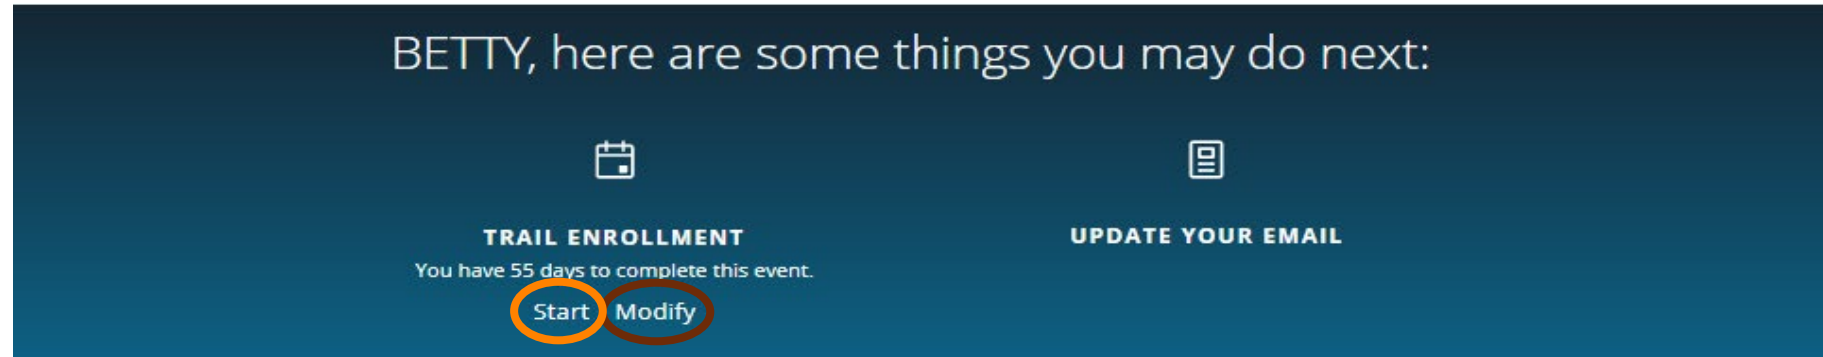 BETTY, here are some things you may do next:
TRAIL ENROLLMENT
You have 55 days to complete this event.
Start Modify
UPDATE YOUR EMAIL